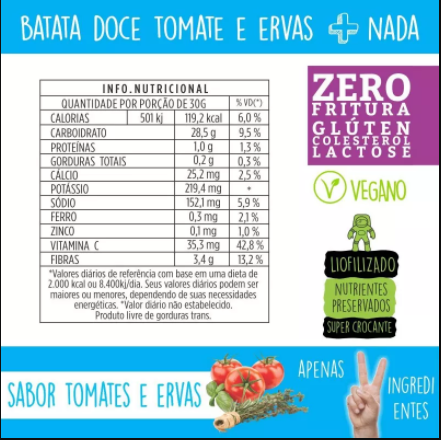 BATATA DOCE TOMATE E ERVAS + NADA
INFO.NUTRICIONAL
QUANTIDADE POR PORÇÃO DE 30G % VD(*)
CALORIAS 501 kj 119,2 kcal 6,0 %
CARBOIDRATO 28,5 g 9,5 %
PROTEÍNAS 1,0 g 1,3 %
GORDURAS TOTAIS 0,2 g 0,3 %
CÁLCIO 25,2 mg 2,5 %
POTÁSSIO 219,4 mg *
SÓDIO 152,1 mg 5,9 %
FERRO 0,3 mg 2,1 %
ZINCO 0,1 mg 1,0 %
VITAMINA C 35,3 mg 42,8 %
FIBRAS 3,4 g 13,2 %
*Valores diários de referência com base em uma dieta de
2.000 kcal ou 8.400kj/dia. Seus valores diários podem ser
maiores ou menores, dependendo de suas necessidades
energéticas. *Valor diário não estabelecido.
Produto livre de gorduras trans.
ZERO
FRITURA
GLÚTEN
COLESTEROL
LACTOSE
V VEGANO
LIOFILIZADO
NUTRIENTES
PRESERVADOS
SUPER CROCANTE
SABOR TOMATES E ERVAS
APENAS
INGREDI
ENTES